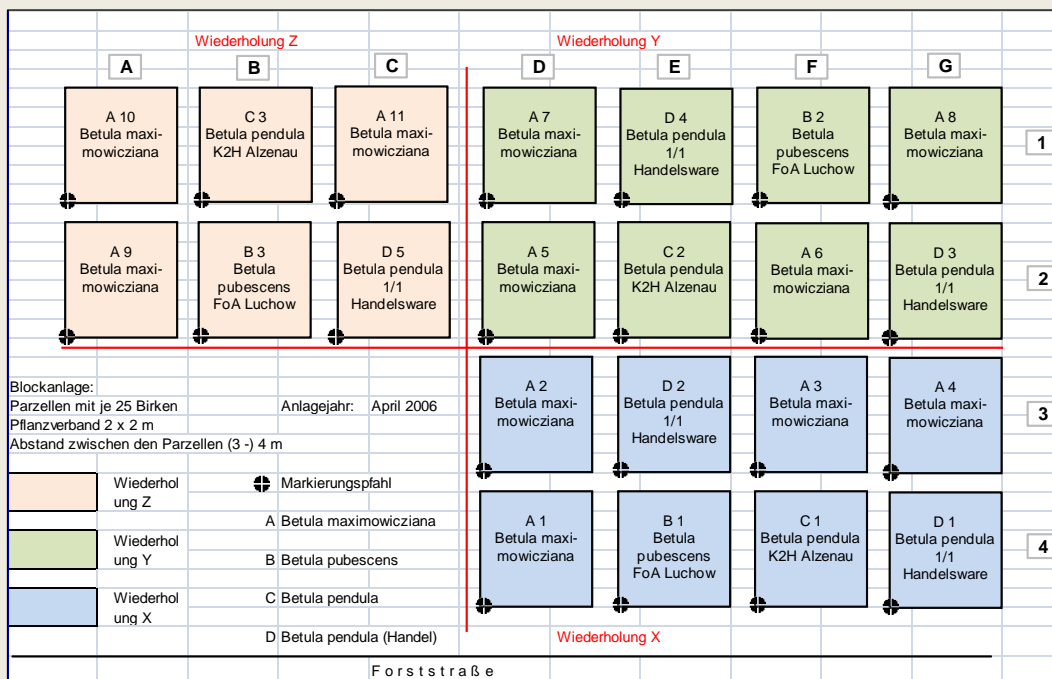 Wiederholung Z
Wiederholung Y
A
B
C
D
E
F
G
A 10
Betula maxi-
mowicziana
C 3
Betula pendula
K2H Alzenau
A 11
Betula maxi-
mowicziana
A 7
Betula maxi-
mowicziana
D 4
Betula pendula
1/1
Handelsware
B 2
Betula
pubescens
FoA Luchow
A 8
Betula maxi-
mowicziana
1
A 9
Betula maxi-
mowicziana
B 3
Betula
pubescens
FoA Luchow
D 5
Betula pendula
1/1
Handelsware
A 5
Betula maxi-
mowicziana
C 2
Betula pendula
K2H Alzenau
A 6
Betula maxi-
mowicziana
D 3
Betula pendula
1/1
Handelsware
2
A 2
Betula maxi-
mowicziana
D 2
Betula pendula
1/1
Handelsware
A 3
Betula maxi-
mowicziana
A 4
Betula maxi-
mowicziana
3
A 1
Betula maxi-
mowicziana
B 1
Betula
pubescens
FoA Luchow
C 1
Betula pendula
K2H Alzenau
D 1
Betula pendula
1/1
Handelsware
4
Blockanlage:
Parzellen mit je 25 Birken
Anlagejahr: April 2006
Pflanzverband 2 x 2 m
Abstand zwischen den Parzellen (3 -) 4 m
Wiederhol
ung Z
Markierungspfahl
A Betula maximowicziana
Wiederhol
ung Y
B Betula pubescens
Wiederhol
ung X
C Betula pendula
D Betula pendula (Handel)
Wiederholung X
Forststraße